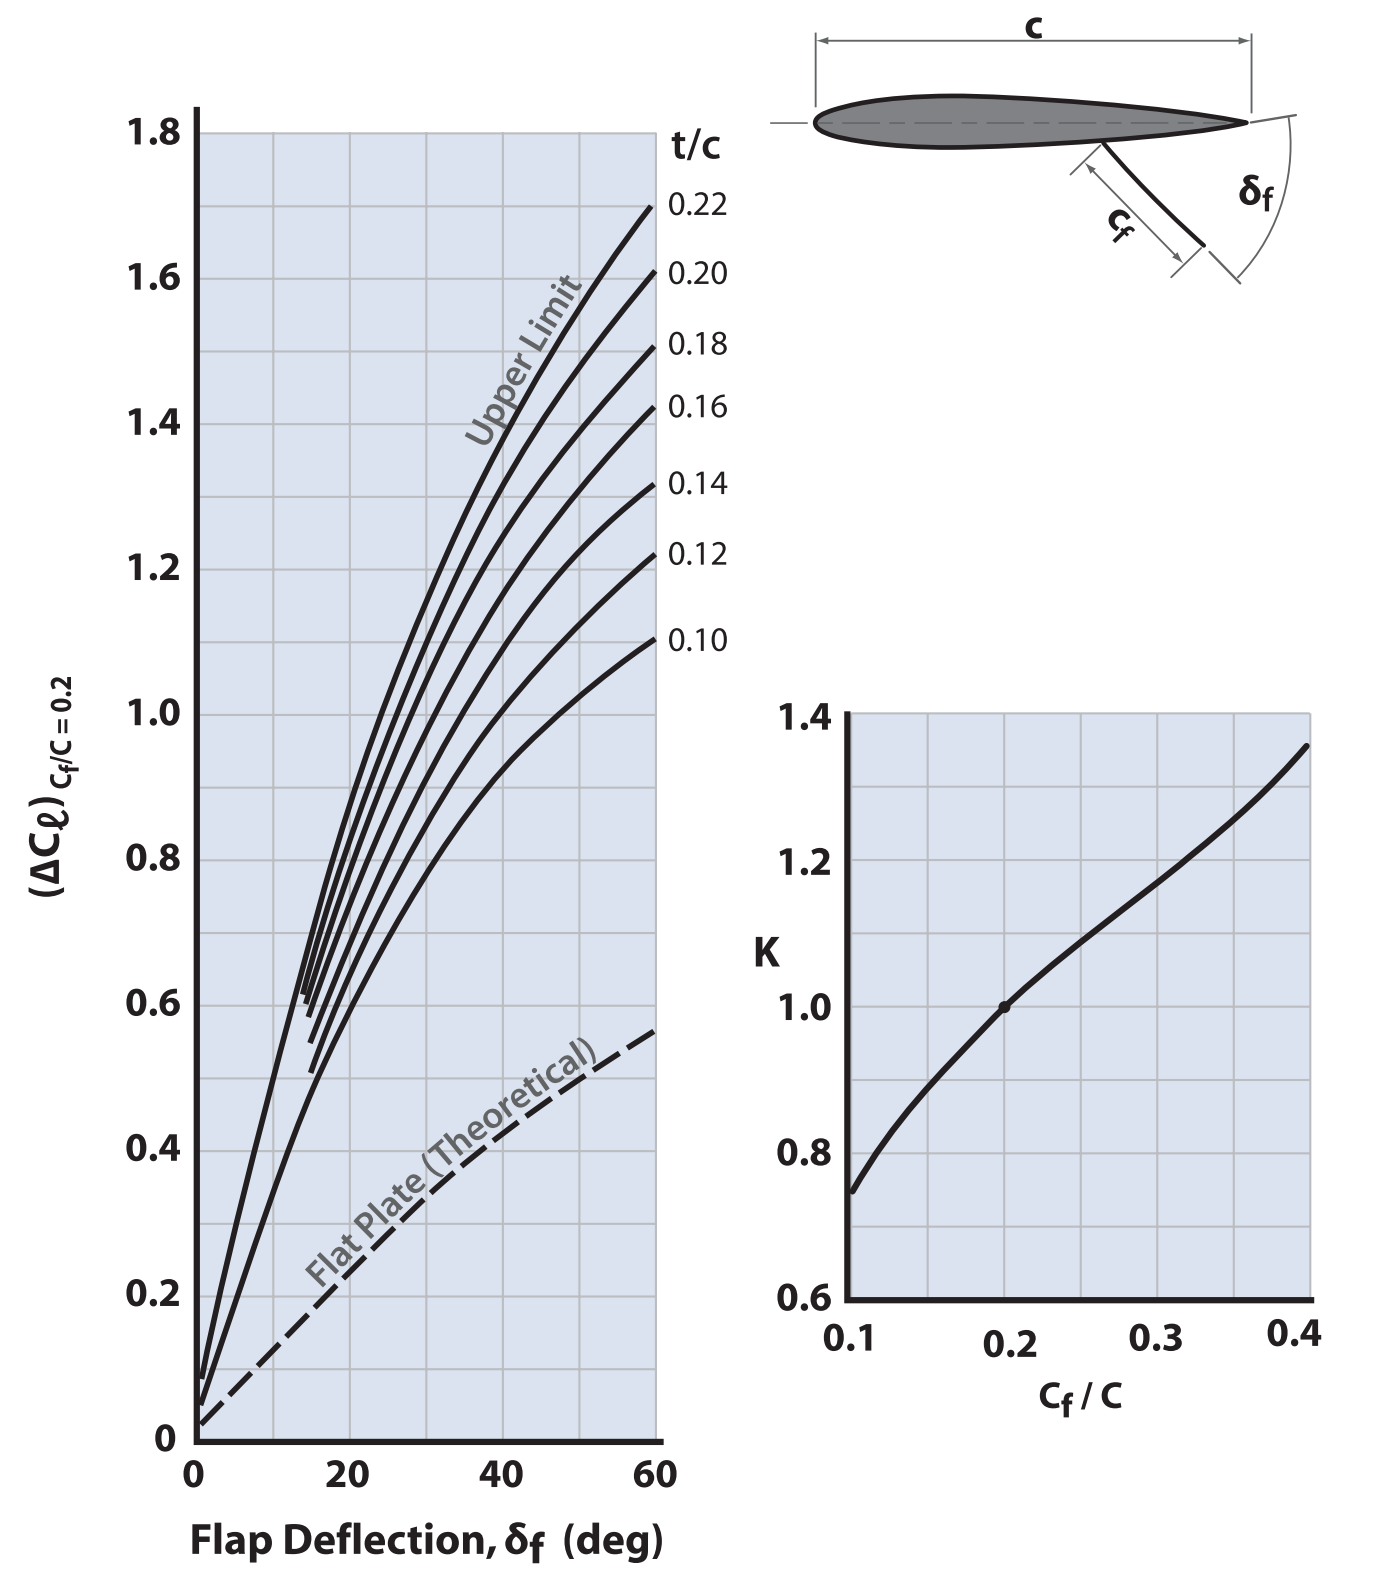 c
δf
cf
t/c
0.22
0.20
0.18
0.16
0.14
0.12
0.10
1.8
1.6
1.4
1.2
1.0
0.8
0.6
0.4
0.2
0
Upper Limit
Flat Plate (Theoretical)
(ΔCℓ) Cf/C = 0.2
0 20 40 60
Flap Deflection, δf (deg)
1.4
1.2
1.0
0.8
0.6
K
0.1 0.2 0.3 0.4
Cf / C